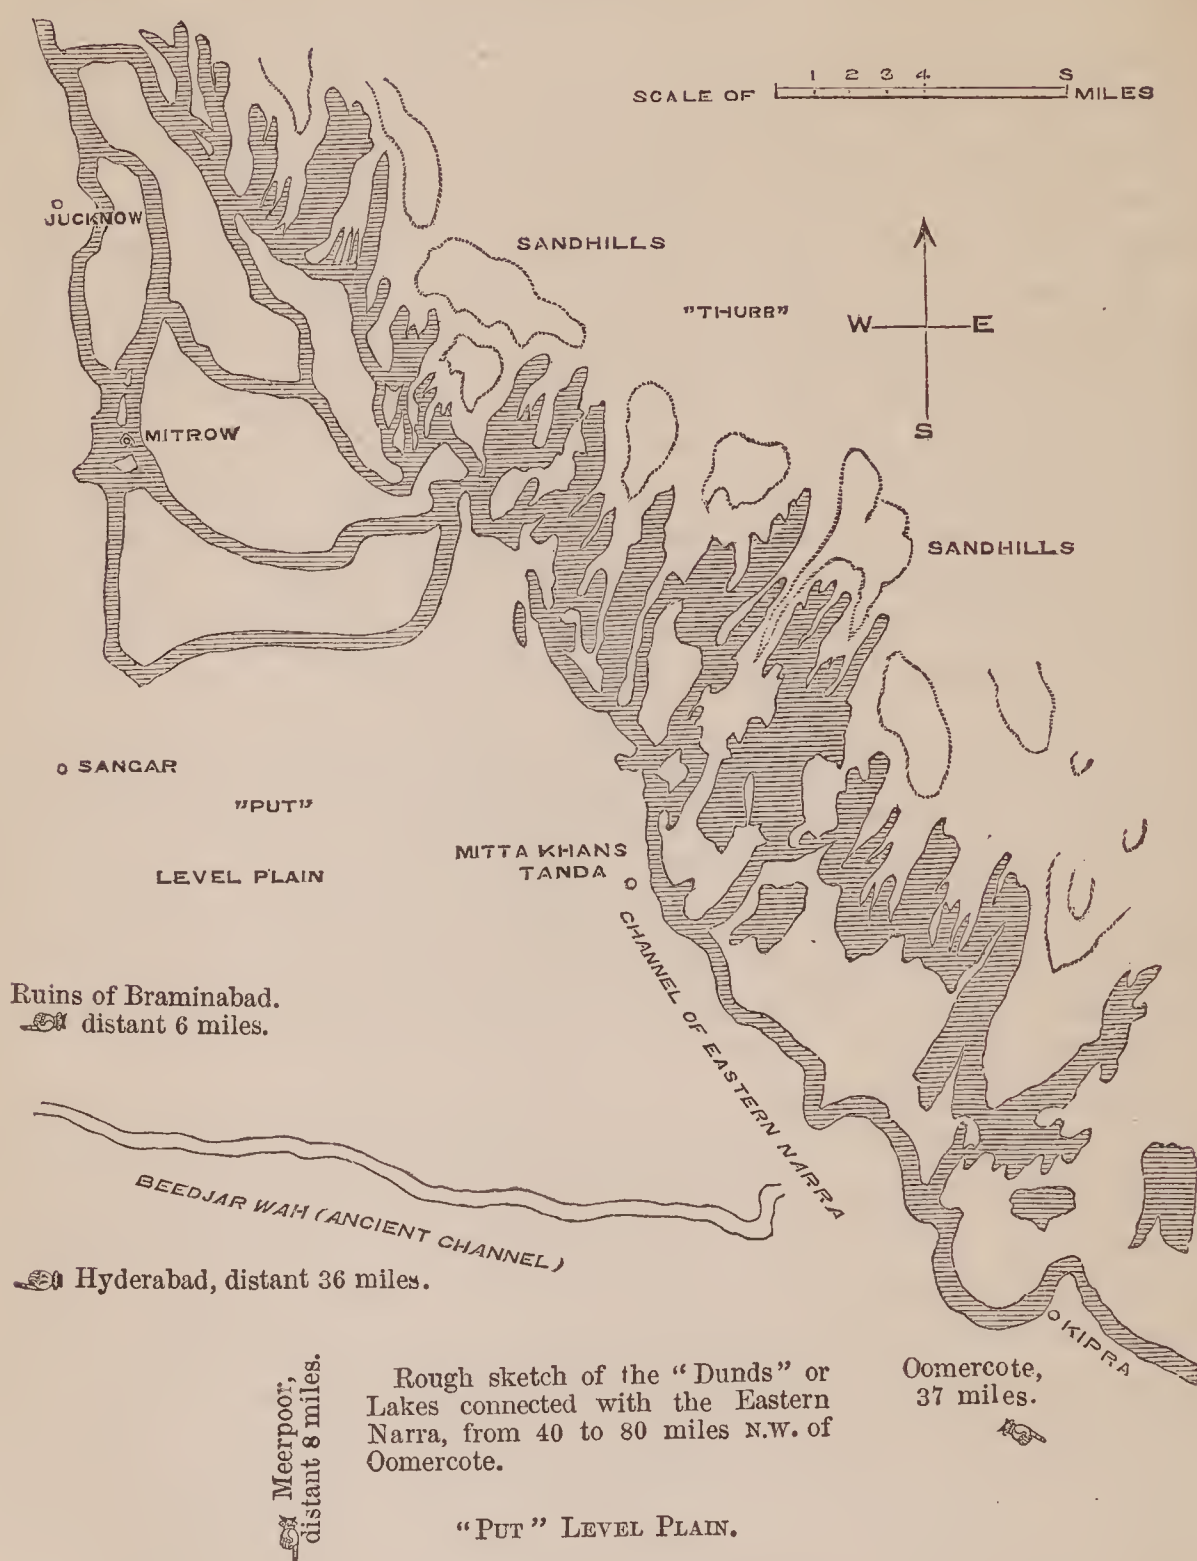 1 2 3 4 S
SCALE OF MILES
JUCKNOW
SANDHILLS
"THURR"
W E
S
MITROW
SANDHILLS
SANGAR
"PUT"
LEVEL PLAIN
MITTA KHANS
TANDA
CHANNEL OF EASTERN NARRA
Ruins of Braminabad.
distant 6 miles.
BEEDJAR WAH (ANCIENT CHANNEL)
Hyderabad, distant 36 miles.
KIPRA
Meerpoor,
distant 8 miles.
Rough sketch of the "Dunds" or
Lakes connected with the Eastern
Narra, from 40 to 80 miles N.W. of
Oomercote.
Oomercote,
37 miles.
"PUT" LEVEL PLAIN.